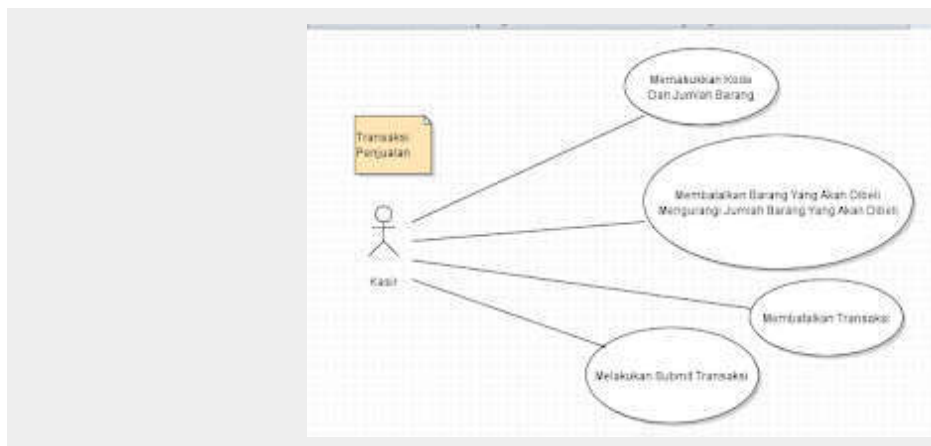 Memasukkan Kode
Dan Jumlah Barang
Transaksi
Penjualan
Membatalkan Barang Yang Akan Dibeli
Mengurangi Jumlah Barang Yang Akan Dibeli
Kasir
Membatalkan Transaksi
Melakukan Submit Transaksi